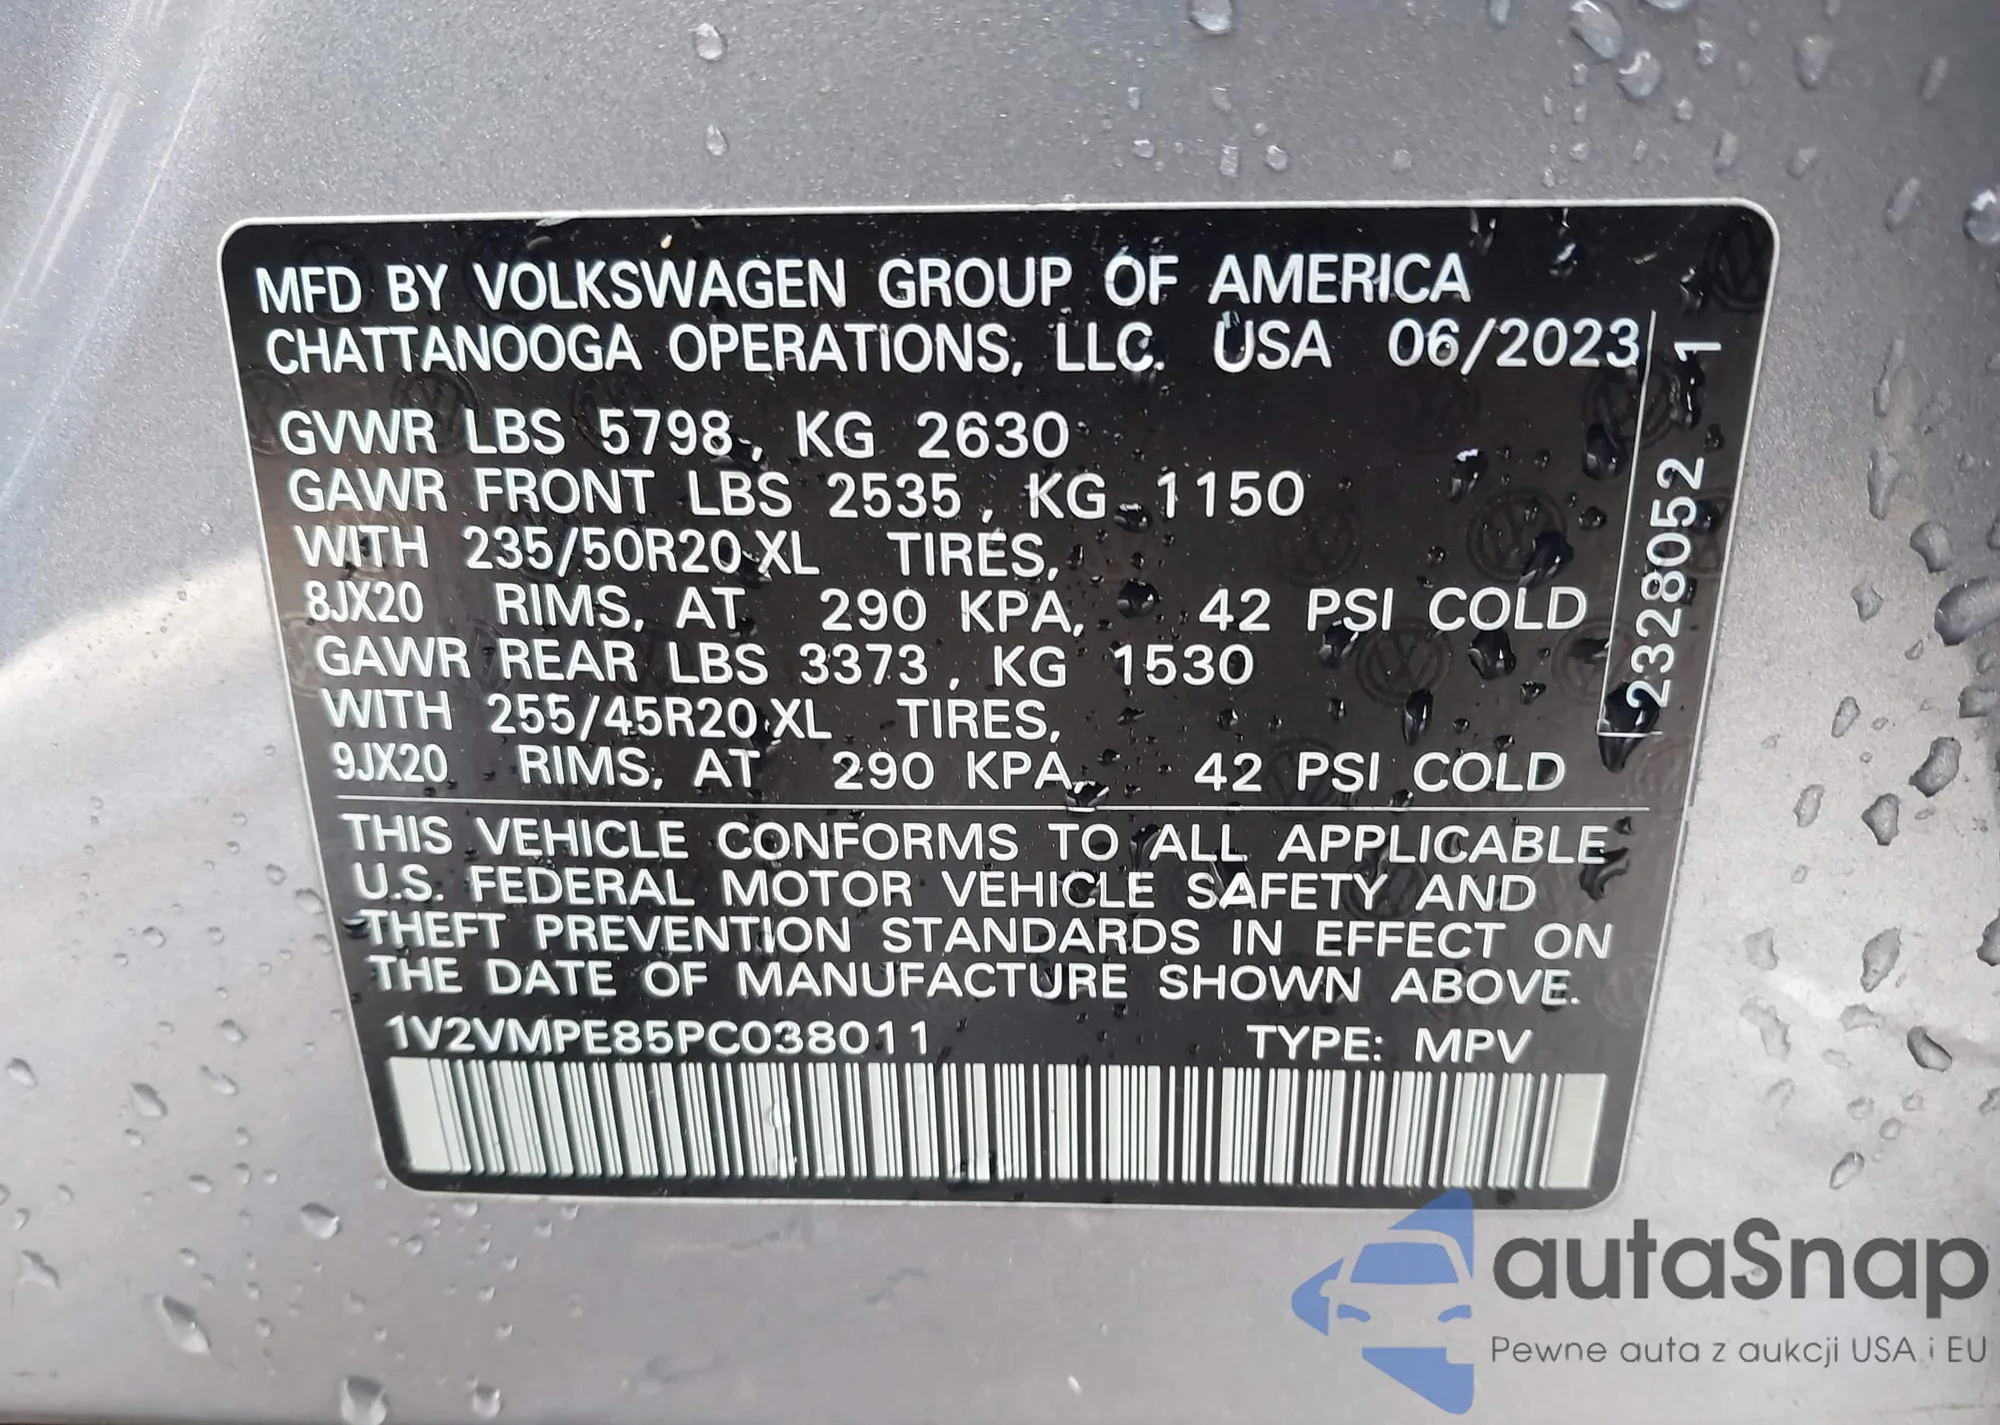 MFD BY VOLKSWAGEN GROUP OF AMERICA
CHATTANOOGA OPERATIONS, LLC. USA 06/2023
GVWR LBS 5798, KG 2630
GAWR FRONT LBS 2535, KG 1150
WITH 235/50R20 XL TIRES,
8JX20 RIMS, AT 290 KPA, 42 PSI COLD
GAWR REAR LBS 3373, KG 1530
WITH 255/45R20 XL TIRES,
9JX20 RIMS, AT 290 KPA, 42 PSI COLD
2328052 1
THIS VEHICLE CONFORMS TO ALL APPLICABLE
U.S. FEDERAL MOTOR VEHICLE SAFETY AND
THEFT PREVENTION STANDARDS IN EFFECT ON
THE DATE OF MANUFACTURE SHOWN ABOVE.
1V2VMPE85PC038011 TYPE: MPV
autaSnap
Pewne auta z aukcji USA i EU